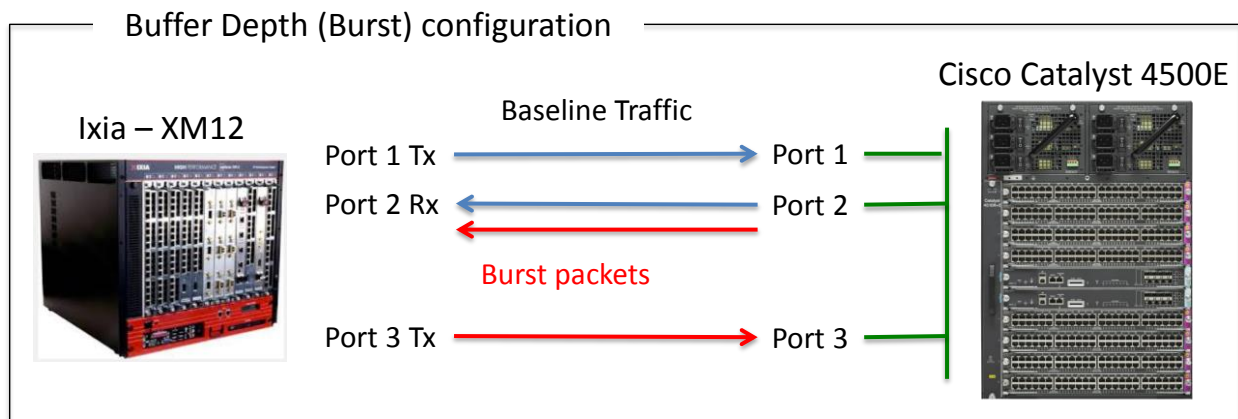 Buffer Depth (Burst) configuration
Cisco Catalyst 4500E
Ixia – XM12
Baseline Traffic
Port 1 Tx
Port 1
Port 2 Rx
Port 2
Burst packets
Port 3 Tx
Port 3
IXIA